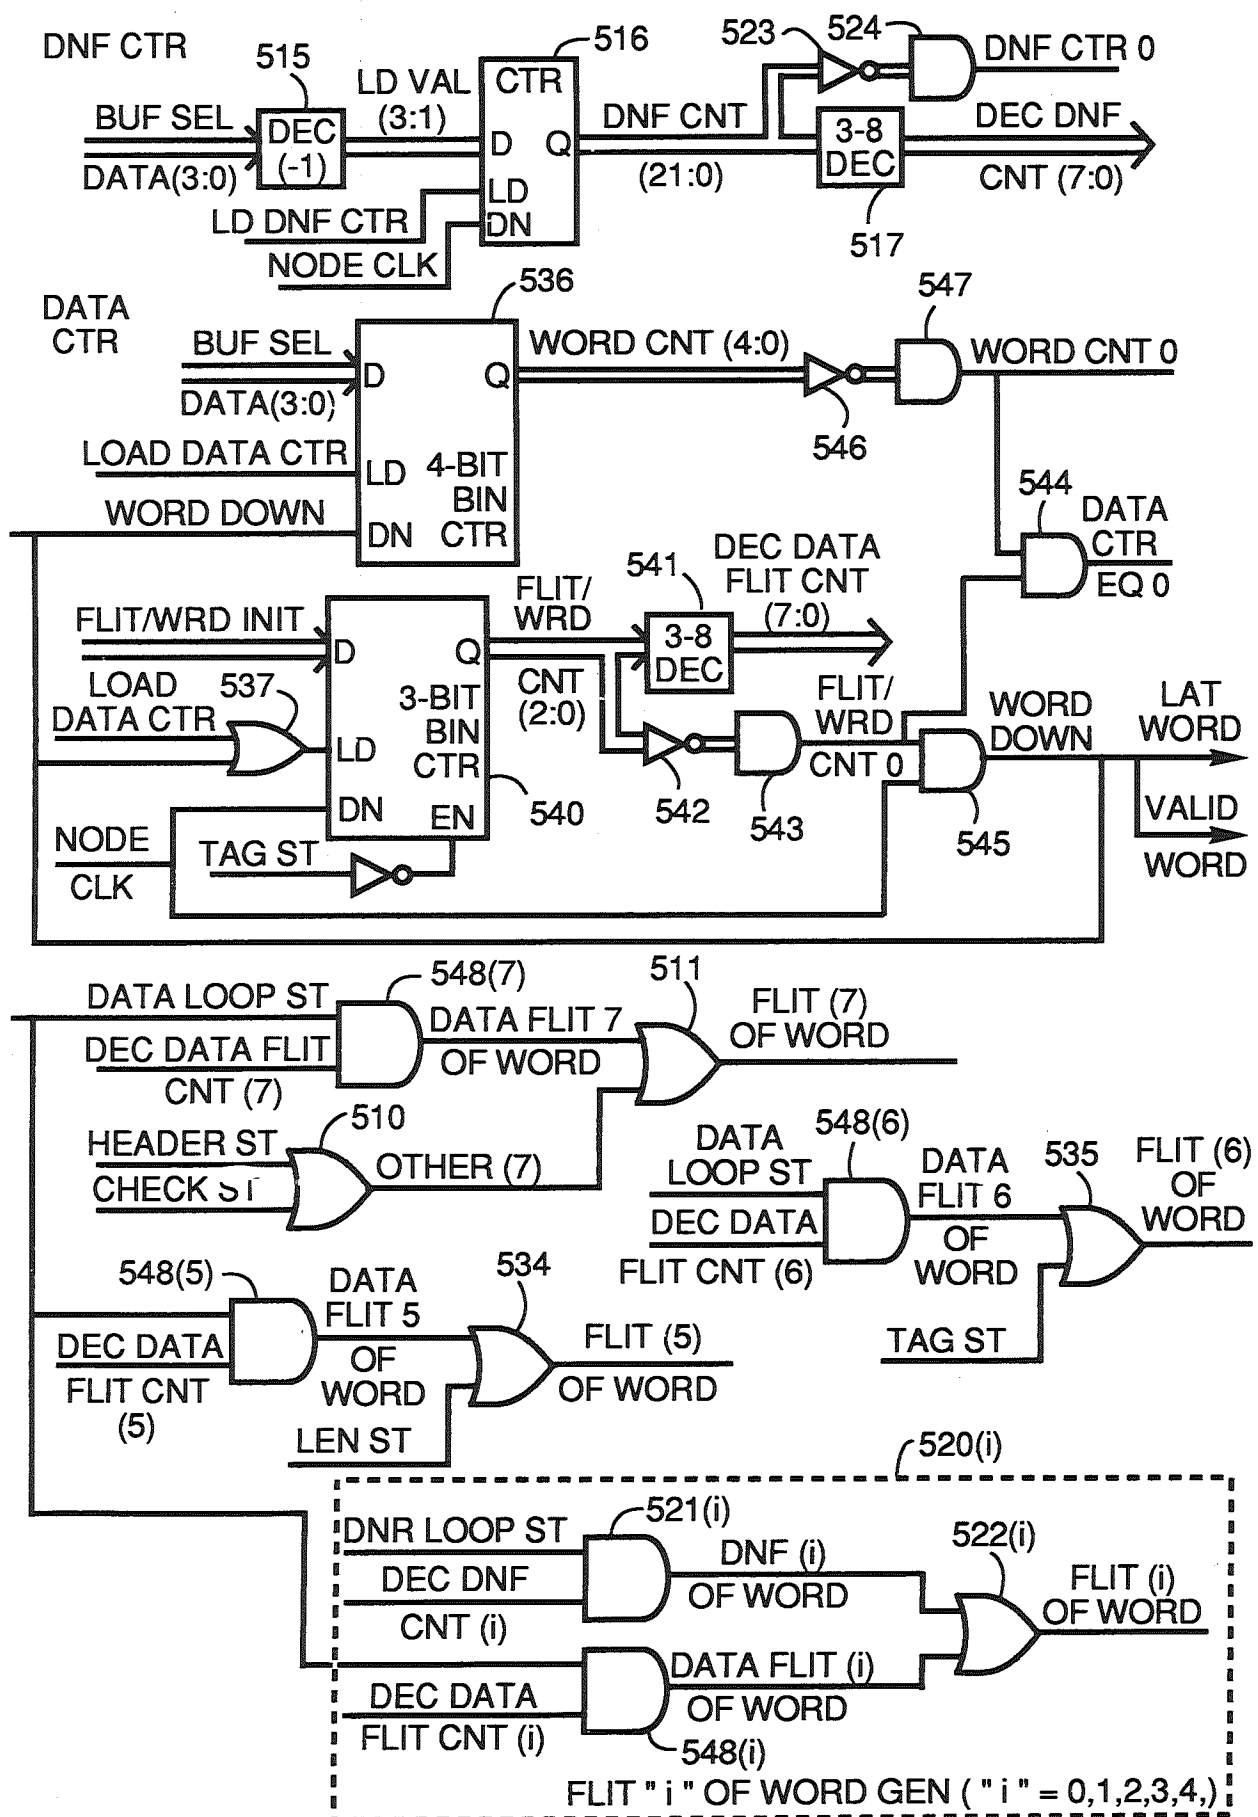 DNF CTR
515
516
523
524
DNF CTR 0
BUF SEL
DATA(3:0)
DEC
(-1)
LD VAL
(3:1)
CTR
D
Q
LD
DN
LD DNF CTR
NODE CLK
DNF CNT
(21:0)
3-8
DEC
517
DEC DNF
CNT (7:0)
DATA
CTR
536
BUF SEL
DATA(3:0)
D
Q
LOAD DATA CTR
LD
4-BIT
BIN
CTR
WORD DOWN
DN
WORD CNT (4:0)
546
547
WORD CNT 0
544
DATA
CTR
EQ 0
FLIT/WRD INIT
D
Q
LOAD
DATA CTR
537
LD
3-BIT
BIN
CTR
DN
EN
540
NODE
CLK
TAG ST
FLIT/
WRD
CNT
(2:0)
541
3-8
DEC
DEC DATA
FLIT CNT
(7:0)
542
543
FLIT/
WRD
CNT 0
545
WORD
DOWN
LAT
WORD
VALID
WORD
DATA LOOP ST
548(7)
DEC DATA FLIT
CNT (7)
DATA FLIT 7
OF WORD
511
FLIT (7)
OF WORD
HEADER ST
CHECK ST
510
OTHER (7)
DATA
LOOP ST
548(6)
DEC DATA
FLIT CNT (6)
DATA
FLIT 6
OF
WORD
535
FLIT (6)
OF
WORD
TAG ST
548(5)
DEC DATA
FLIT CNT
(5)
DATA
FLIT 5
OF
WORD
534
FLIT (5)
OF WORD
LEN ST
520(i)
DNR LOOP ST
521(i)
DEC DNF
CNT (i)
DNF (i)
OF WORD
522(i)
FLIT (i)
OF WORD
DEC DATA
FLIT CNT (i)
DATA FLIT (i)
OF WORD
548(i)
FLIT " i " OF WORD GEN ( " i " = 0,1,2,3,4,)